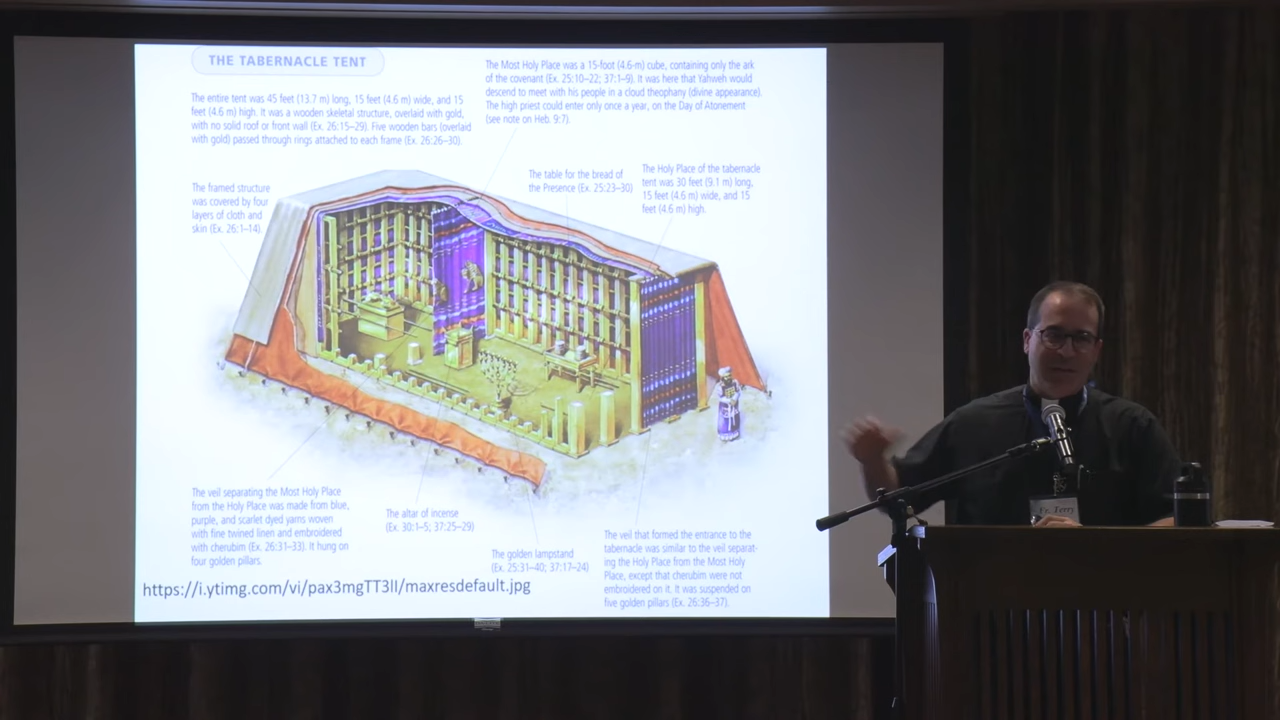 THE TABERNACLE TENT
The entire tent was 45 feet (13.7 m) long, 15 feet (4.6 m) wide, and 15
feet (4.6 m) high. It was a wooden skeletal structure, overlaid with gold,
with no solid roof or front wall (Ex. 26:15–29). Five wooden bars (overlaid
with gold) passed through rings attached to each frame (Ex. 26:26–30).
The Most Holy Place was a 15-foot (4.6-m) cube, containing only the ark
of the covenant (Ex. 25:10–22; 37:1–9). It was here that Yahweh would
descend to meet with his people in a cloud theophany (divine appearance).
The high priest could enter only once a year, on the Day of Atonement
(see note on Heb. 9:7).
The framed structure
was covered by four
layers of cloth and
skin (Ex. 26:1–14).
The table for the bread of
the Presence (Ex. 25:23–30)
The Holy Place of the tabernacle
tent was 30 feet (9.1 m) long,
15 feet (4.6 m) wide, and 15
feet (4.6 m) high.
The veil separating the Most Holy Place
from the Holy Place was made from blue,
purple, and scarlet dyed yarns woven
with fine twined linen and embroidered
with cherubim (Ex. 26:31–33). It hung on
four golden pillars.
The altar of incense
(Ex. 30:1–5; 37:25–29)
The golden lampstand
(Ex. 25:31–40; 37:17–24)
The veil that formed the entrance to the
tabernacle was similar to the veil separat-
ing the Holy Place from the Most Holy
Place, except that cherubim were not
embroidered on it. It was suspended on
five golden pillars (Ex. 26:36–37).
https://i.ytimg.com/vi/pax3mgTT3lI/maxresdefault.jpg
Fr. Terry